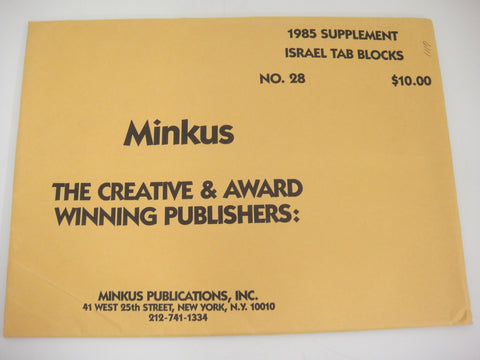 1985 SUPPLEMENT
ISRAEL TAB BLOCKS
NO. 28 $10.00
Minkus
THE CREATIVE & AWARD
WINNING PUBLISHERS:
MINKUS PUBLICATIONS, INC.
41 WEST 25th STREET, NEW YORK, N.Y. 10010
212-741-1334